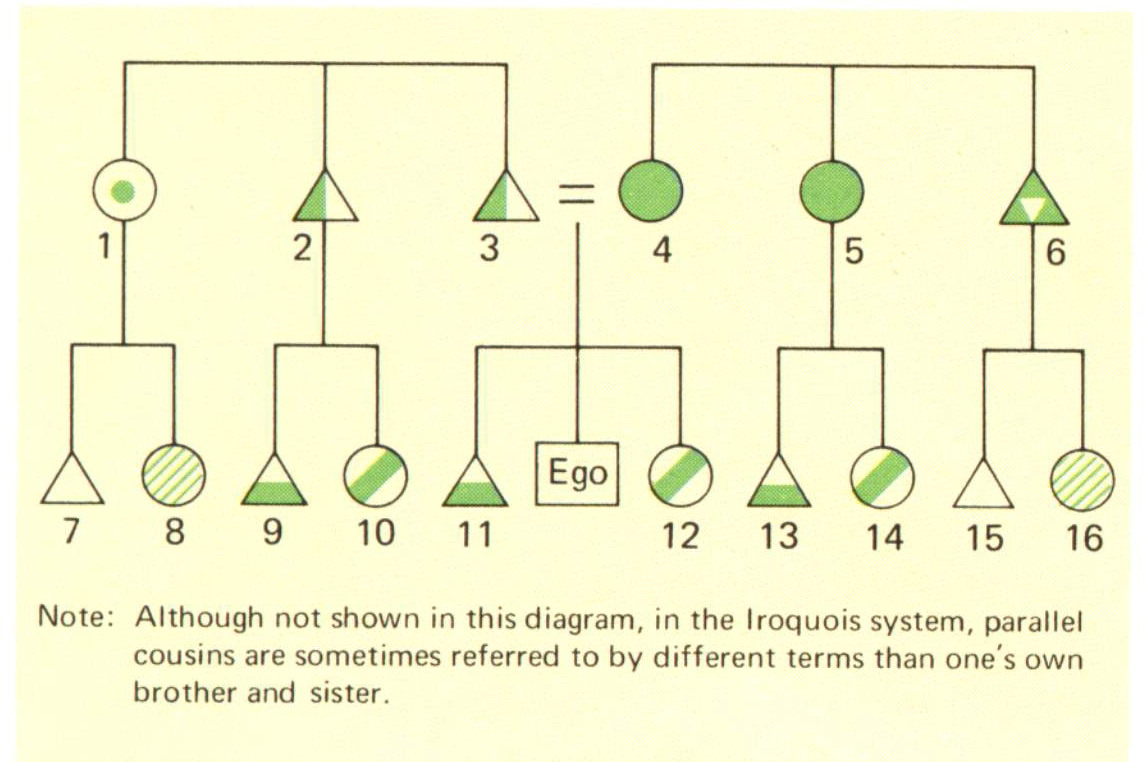 =
1 2 3 4 5 6
Ego
7 8 9 10 11 12 13 14 15 16
Note: Although not shown in this diagram, in the Iroquois system, parallel
cousins are sometimes referred to by different terms than one's own
brother and sister.